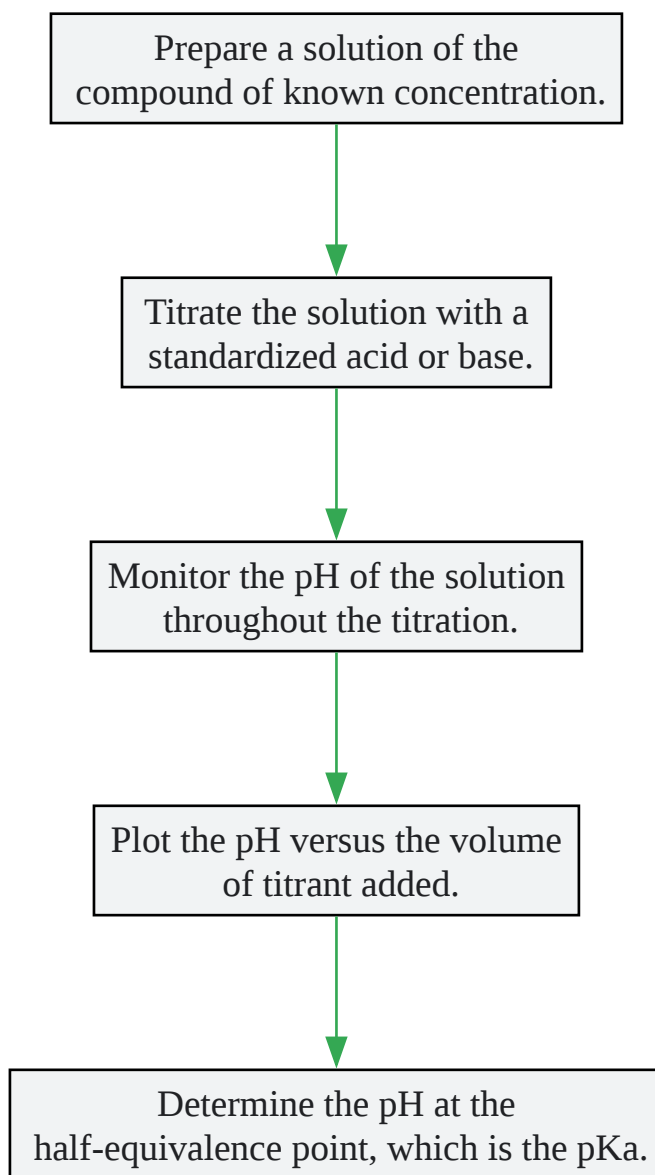 Prepare a solution of the
compound of known concentration.
Titrate the solution with a
standardized acid or base.
Monitor the pH of the solution
throughout the titration.
Plot the pH versus the volume
of titrant added.
Determine the pH at the
half-equivalence point, which is the pKa.